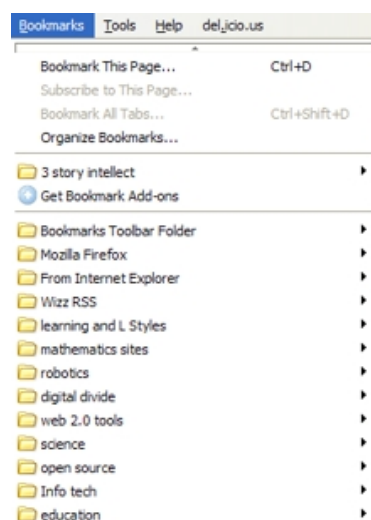 Bookmarks Tools Help del.icio.us
Bookmark This Page... Ctrl+D
Subscribe to This Page...
Bookmark All Tabs... Ctrl+Shift+D
Organize Bookmarks...
3 story intellect
Get Bookmark Add-ons
Bookmarks Toolbar Folder
Mozilla Firefox
From Internet Explorer
Wizz RSS
learning and L Styles
mathematics sites
robotics
digital divide
web 2.0 tools
science
open source
Info tech
education